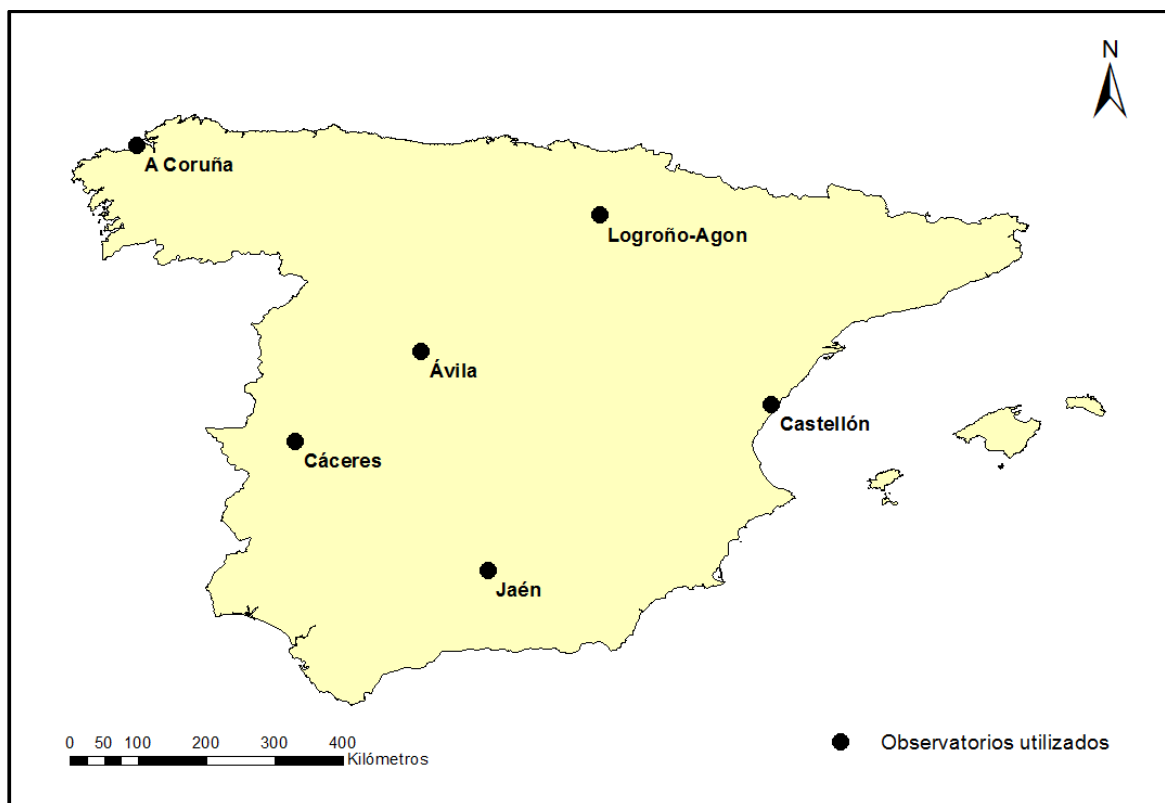 N
A Coruña
Logroño-Agon
Ávila
Castellón
Cáceres
Jaén
0 50 100 200 300 400
Kilómetros
Observatorios utilizados